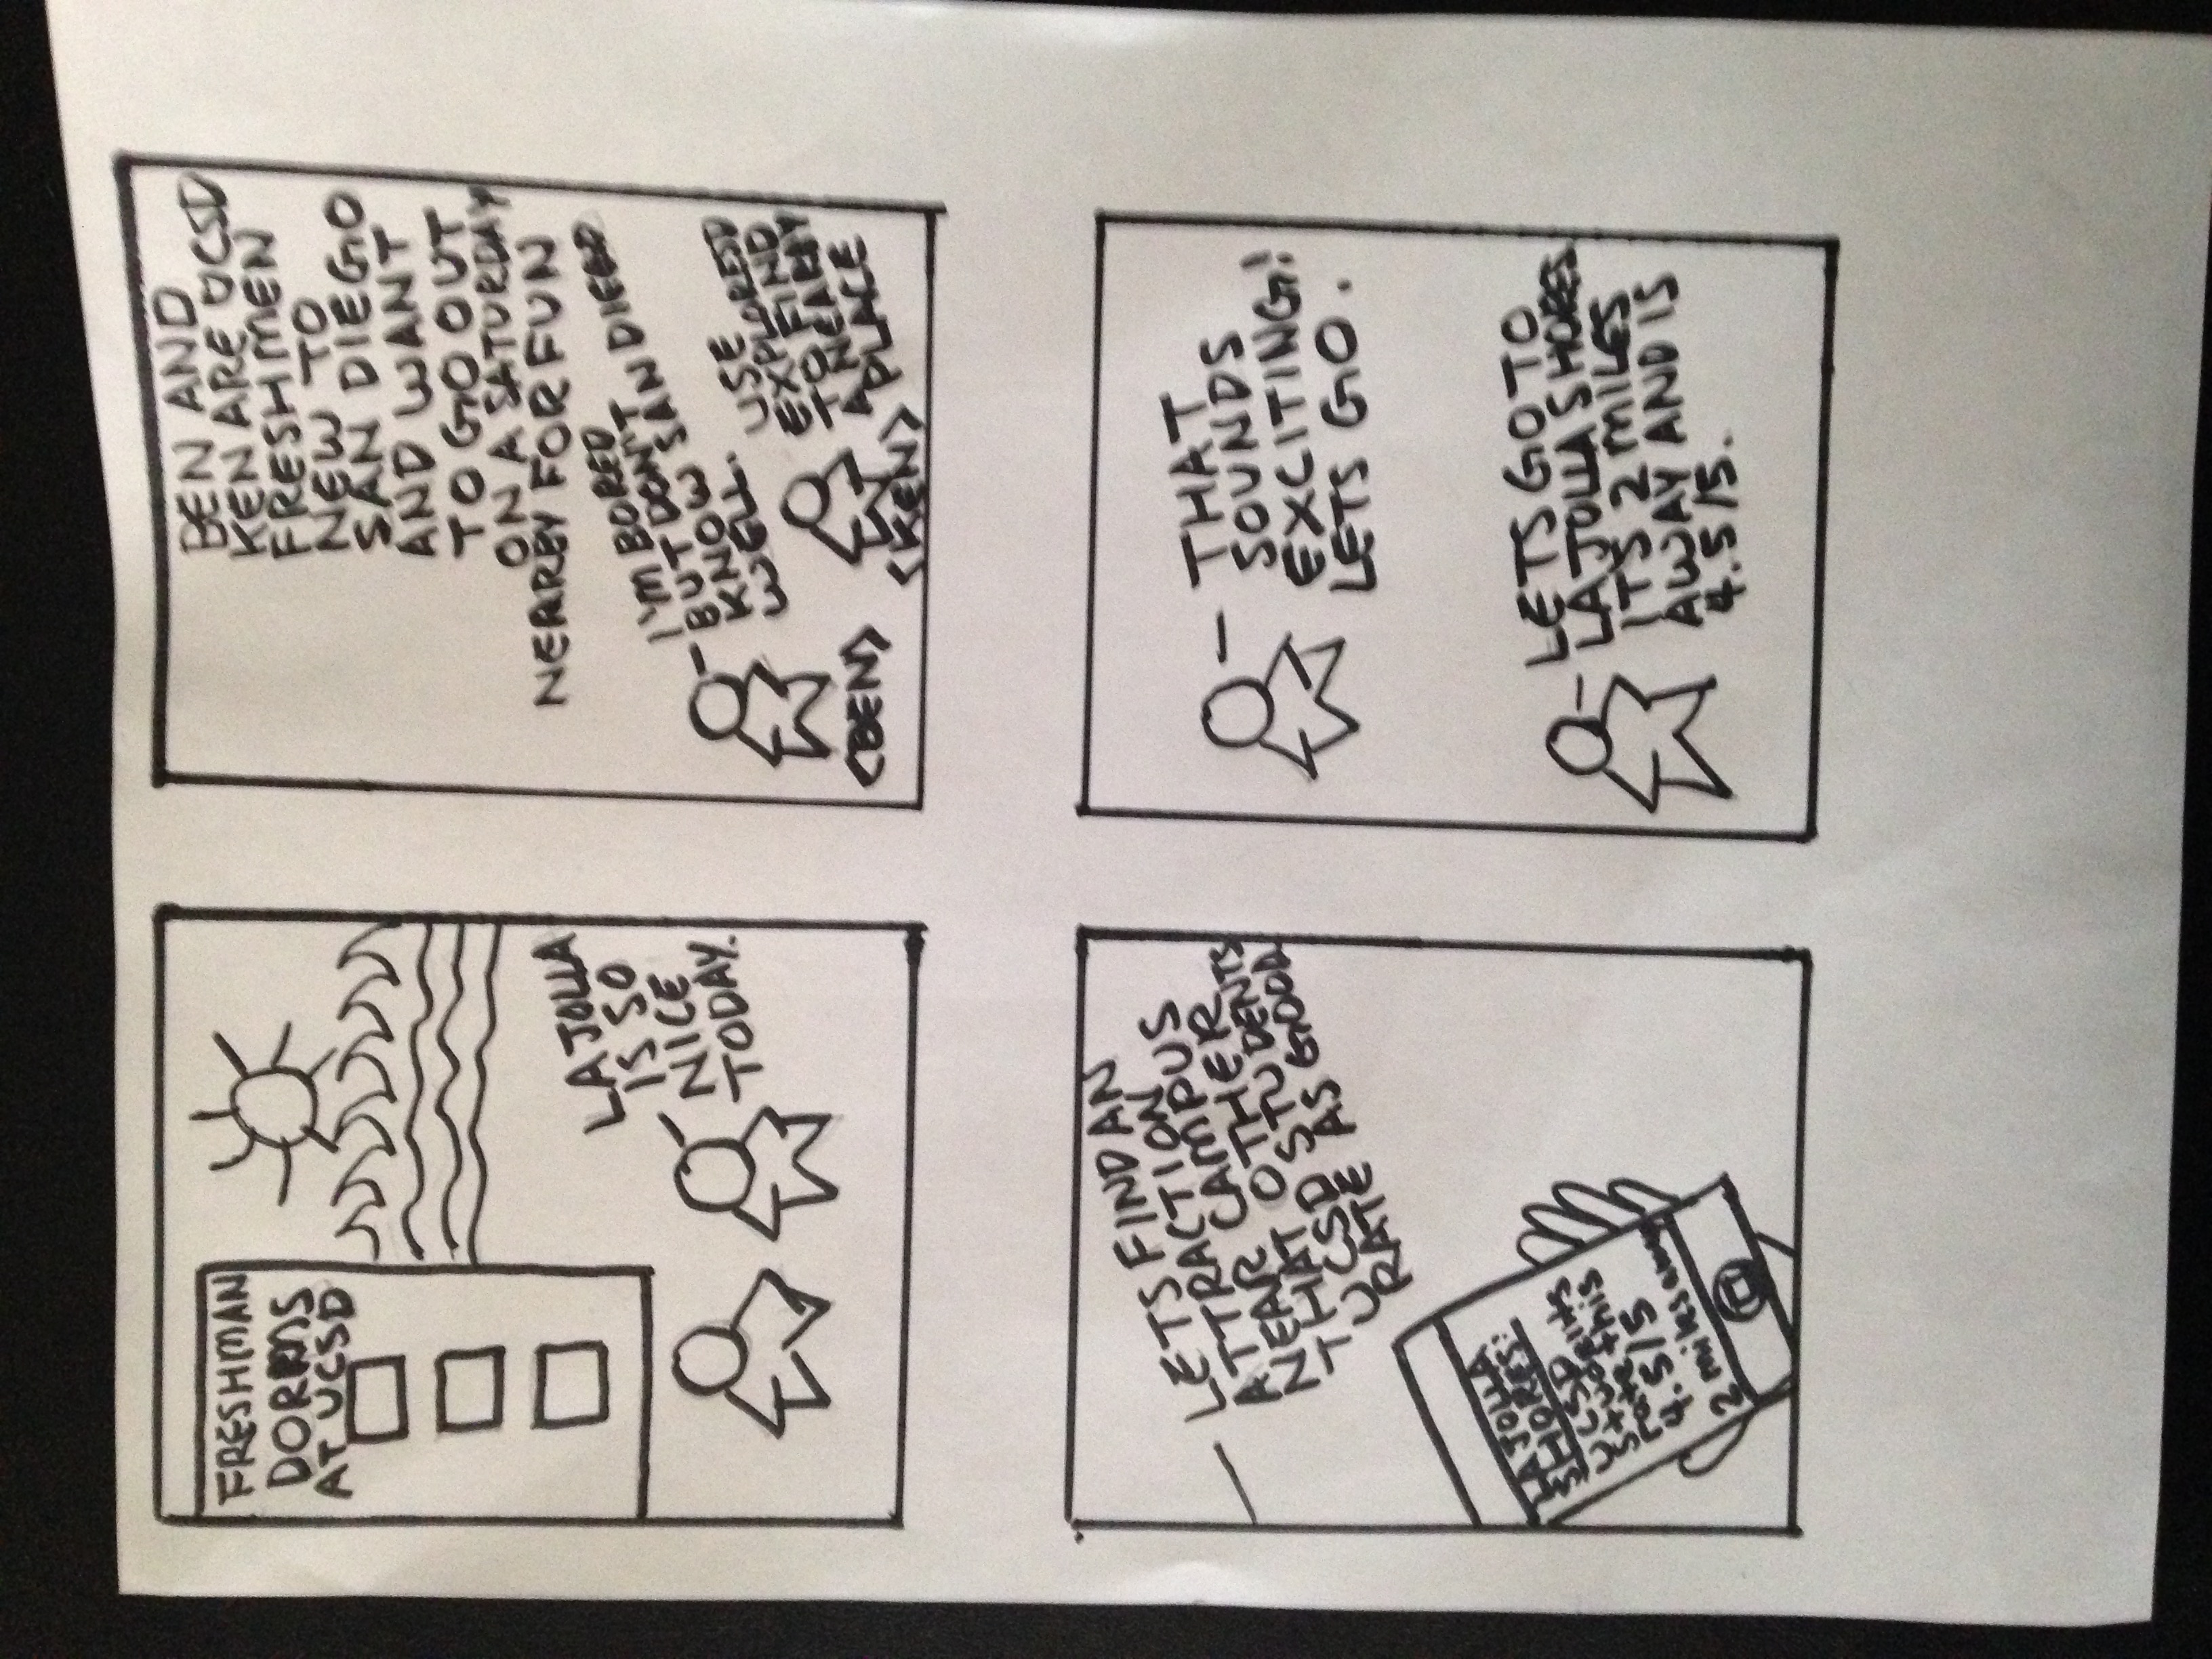 FRESHMAN
DORMS
AT UCSD
LA JOLLA
IS SO
NICE
TODAY.
BEN AND
KEN ARE UCSD
FRESHMEN
NEW TO
SAN DIEGO
AND WANT
TO GO OUT
ON A SATURDAY
NEARBY FOR FUN
I'M BORED
BUT DON'T
KNOW SAN DIEGO
WELL.
<BEN>
USE
EXPLORESD
TO FIND
A NEARBY
PLACE
<KEN>
LETS FIND AN
ATTRACTION
NEAR CAMPUS
THAT OTHER
UCSD STUDENTS
RATE AS GOOD.
LA JOLLA
SHORES:
UCSD
students
rate this
4.5/5
2 miles away
THAT
SOUNDS
EXCITING!
LETS GO.
LETS GO TO
LA JOLLA SHORES
ITS 2 MILES
AWAY AND IS
4.5/5.